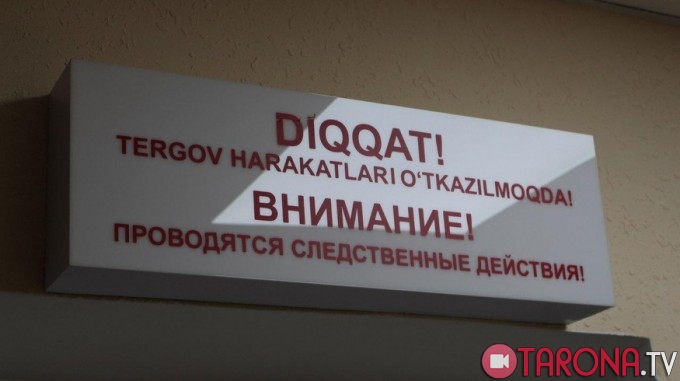 DIQQAT!
TERGOV HARAKATLARI O‘TKAZILMOQDA!
ВНИМАНИЕ!
ПРОВОДЯТСЯ СЛЕДСТВЕННЫЕ ДЕЙСТВИЯ!
TARONA.TV